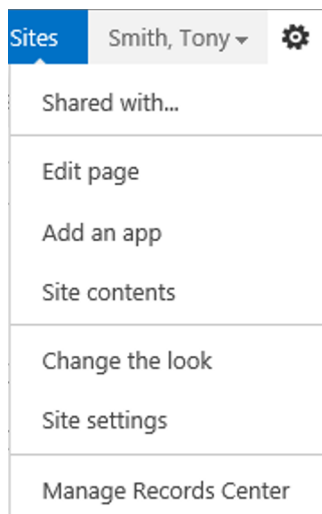 Sites Smith, Tony
Shared with...
Edit page
Add an app
Site contents
Change the look
Site settings
Manage Records Center